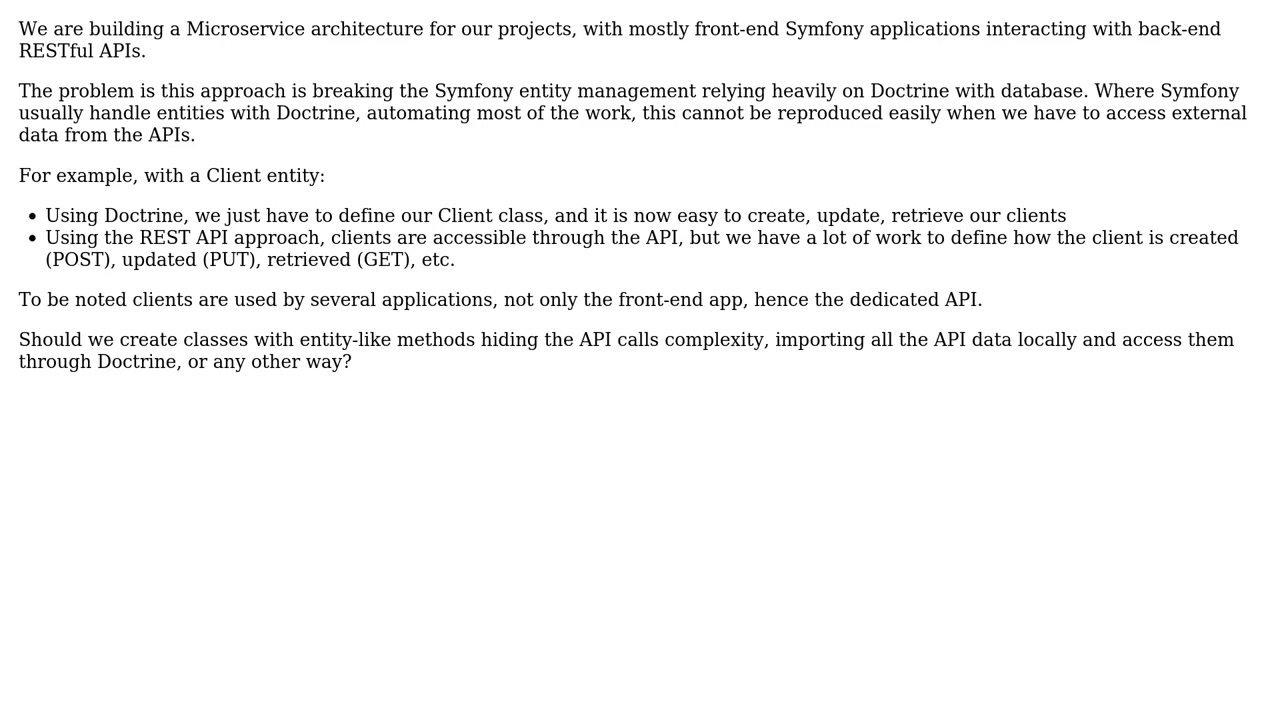 We are building a Microservice architecture for our projects, with mostly front-end Symfony applications interacting with back-end
RESTful APIs.
The problem is this approach is breaking the Symfony entity management relying heavily on Doctrine with database. Where Symfony
usually handle entities with Doctrine, automating most of the work, this cannot be reproduced easily when we have to access external
data from the APIs.
For example, with a Client entity:
• Using Doctrine, we just have to define our Client class, and it is now easy to create, update, retrieve our clients
• Using the REST API approach, clients are accessible through the API, but we have a lot of work to define how the client is created
(POST), updated (PUT), retrieved (GET), etc.
To be noted clients are used by several applications, not only the front-end app, hence the dedicated API.
Should we create classes with entity-like methods hiding the API calls complexity, importing all the API data locally and access them
through Doctrine, or any other way?